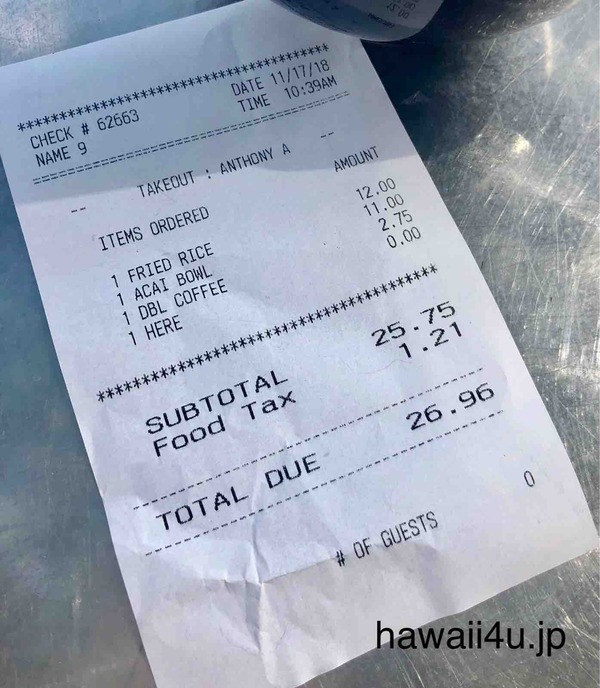 ************************************
CHECK # 62663 DATE 11/17/18
NAME 9 TIME 10:39AM
-- TAKEOUT : ANTHONY A --
ITEMS ORDERED AMOUNT
1 FRIED RICE 12.00
1 ACAI BOWL 11.00
1 DBL COFFEE 2.75
1 HERE 0.00
************************************
SUBTOTAL 25.75
Food Tax 1.21
TOTAL DUE 26.96
# OF GUESTS 0
hawaii4u.jp